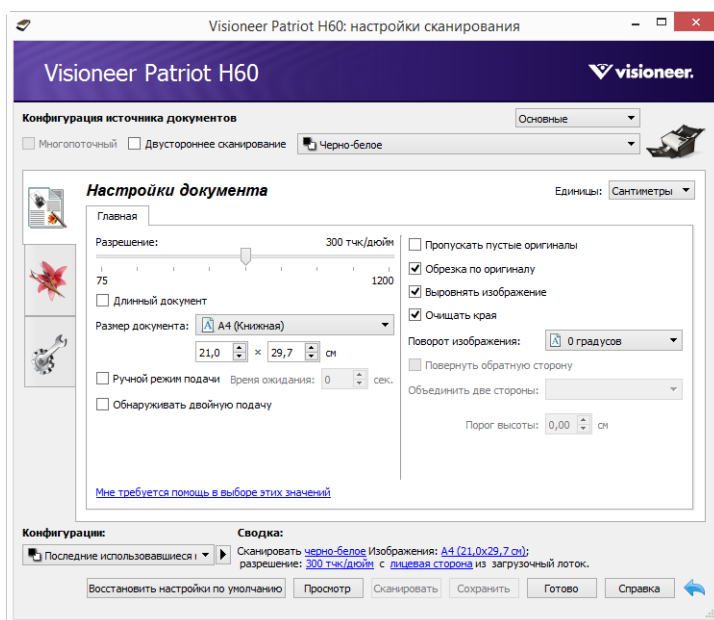 Visioneer Patriot H60: настройки сканирования
Visioneer Patriot H60
visioneer.
Конфигурация источника документов
Основные
Многопоточный Двустороннее сканирование Черно-белое
Настройки документа
Единицы: Сантиметры
Главная
Разрешение: 300 тчк/дюйм
75 1200
Длинный документ
Размер документа: A4 (Книжная)
21,0 × 29,7 см
Ручной режим подачи Время ожидания: 0 сек.
Обнаруживать двойную подачу
Мне требуется помощь в выборе этих значений
Пропускать пустые оригиналы
Обрезка по оригиналу
Выровнять изображение
Очищать края
Поворот изображения: 0 градусов
Повернуть обратную сторону
Объединить две стороны:
Порог высоты: 0,00 см
Конфигурации:
Последние использовавшиеся
Сводка:
Сканировать черно-белое Изображения: A4 (21,0x29,7 см);
разрешение: 300 тчк/дюйм с лицевая сторона из загрузочный лоток.
Восстановить настройки по умолчанию Просмотр Сканировать Сохранить Готово Справка